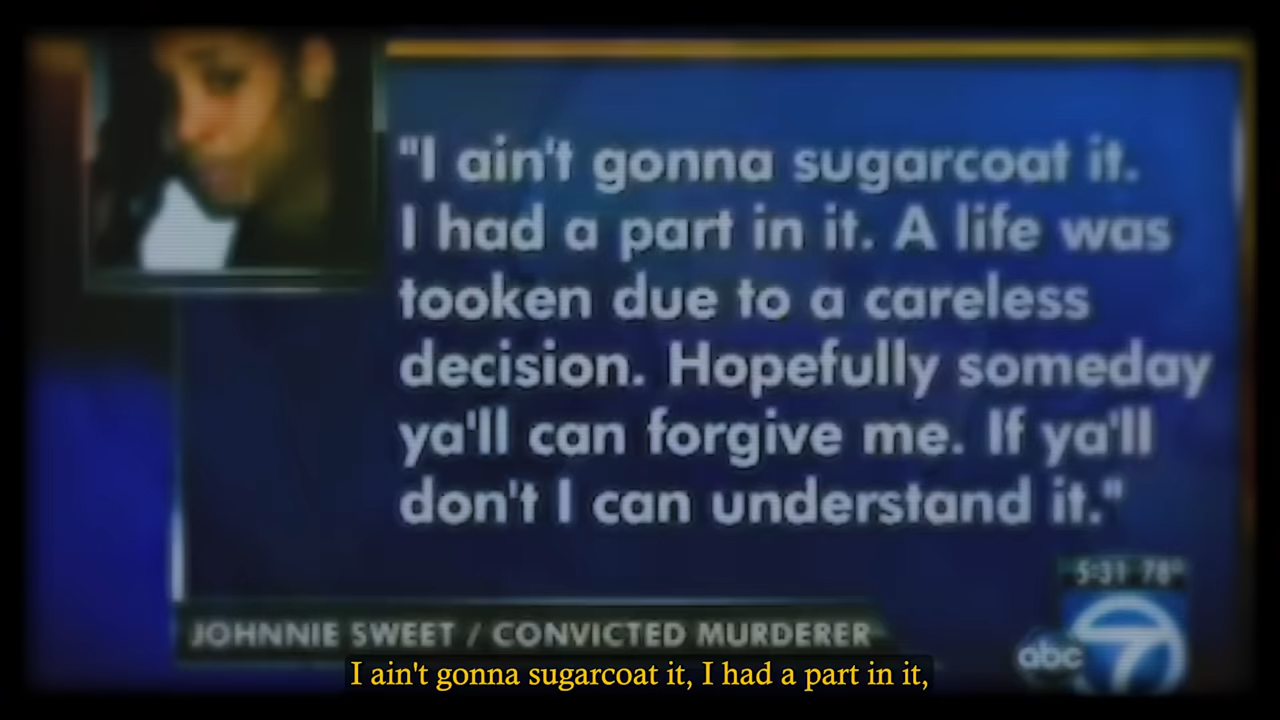 "I ain't gonna sugarcoat it.
I had a part in it. A life was
tooken due to a careless
decision. Hopefully someday
ya'll can forgive me. If ya'll
don't I can understand it."
5:31 78°
JOHNNIE SWEET / CONVICTED MURDERER
abc 7
I ain't gonna sugarcoat it, I had a part in it,